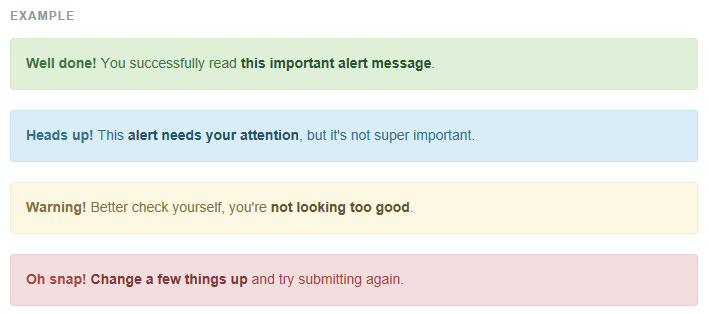 EXAMPLE
Well done! You successfully read this important alert message.
Heads up! This alert needs your attention, but it's not super important.
Warning! Better check yourself, you're not looking too good.
Oh snap! Change a few things up and try submitting again.